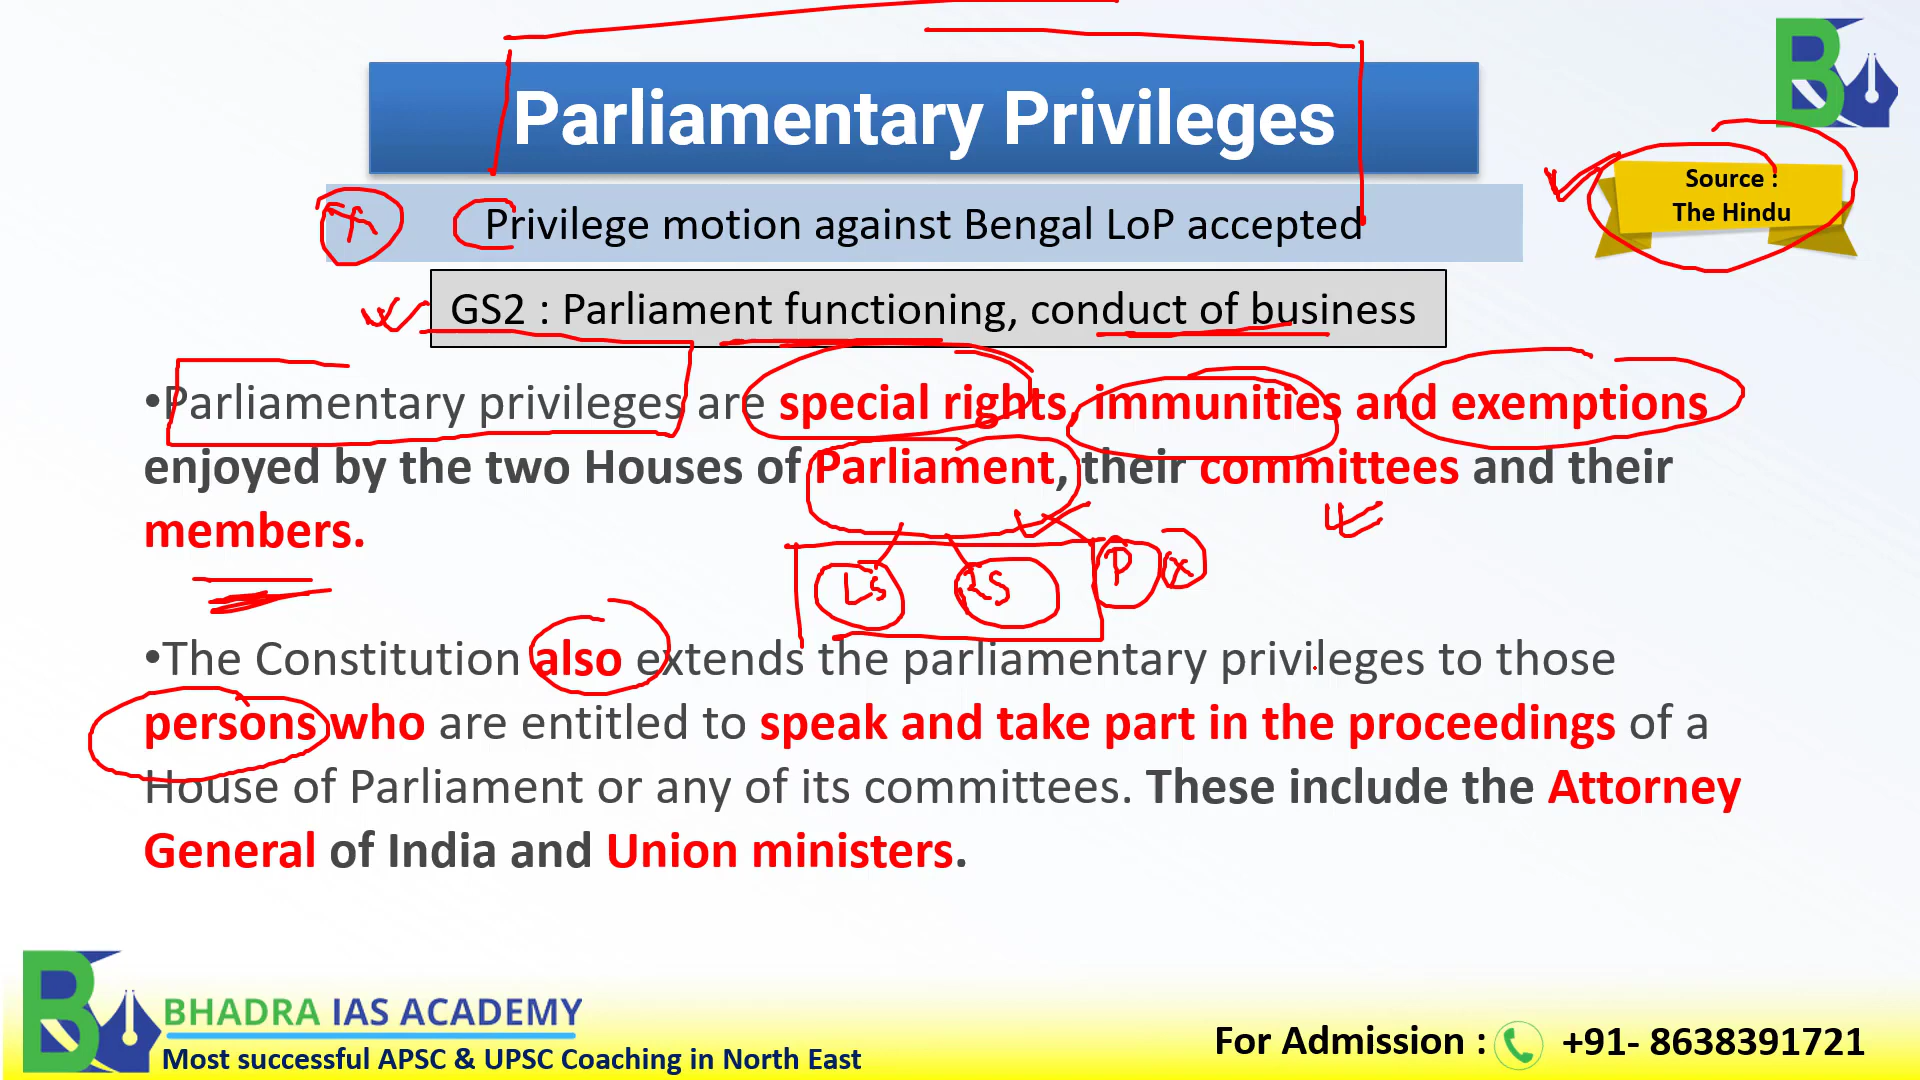 Parliamentary Privileges
Source :
The Hindu
Privilege motion against Bengal LoP accepted
GS2 : Parliament functioning, conduct of business
•Parliamentary privileges are special rights, immunities and exemptions
enjoyed by the two Houses of Parliament, their committees and their
members.
LS RS P X
•The Constitution also extends the parliamentary privileges to those
persons who are entitled to speak and take part in the proceedings of a
House of Parliament or any of its committees. These include the Attorney
General of India and Union ministers.
BHADRA IAS ACADEMY
Most successful APSC & UPSC Coaching in North East
For Admission : +91- 8638391721